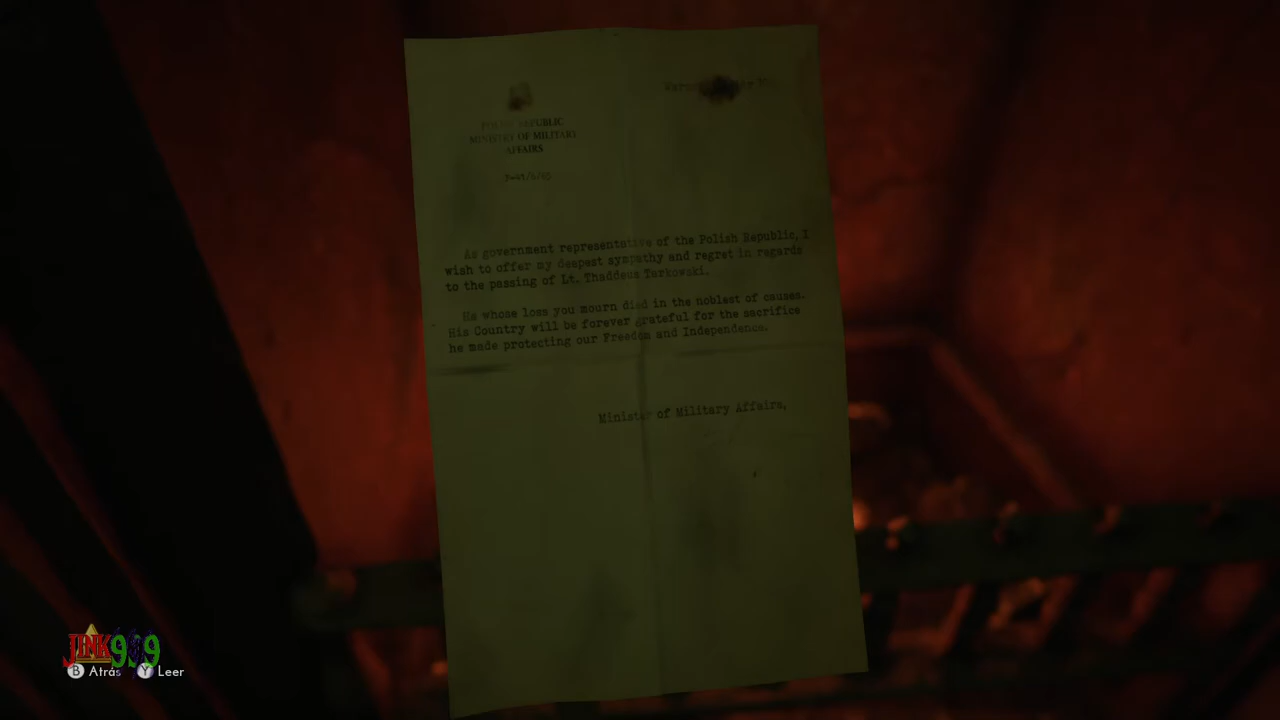 REPUBLIC
MINISTRY OF MILITARY
AFFAIRS
As government representative of the Polish Republic, I
wish to offer my deepest sympathy and regret in regards
to the passing of Lt. Thaddeus Turkowski.
He whose loss you mourn died in the noblest of causes.
His Country will be forever grateful for the sacrifice
he made protecting our Freedom and Independence.
Minister of Military Affairs,
JINK999
B Atrás Y Leer